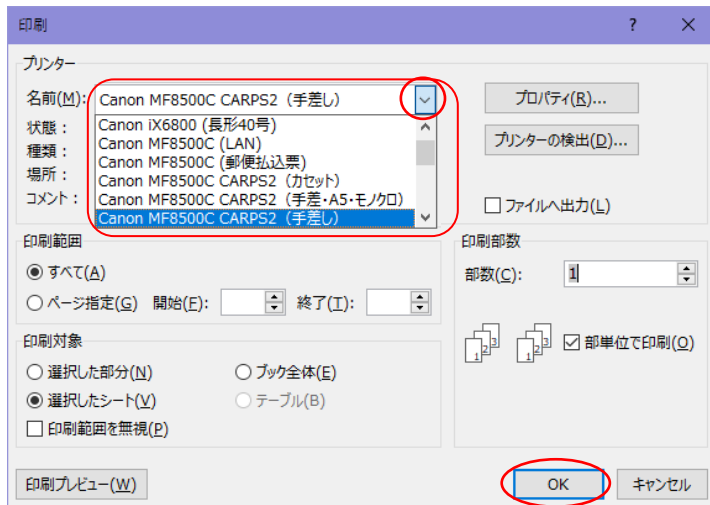 印刷
? ×
プリンター
名前(M): Canon MF8500C CARPS2（手差し）
プロパティ(R)...
状態：
Canon iX6800 (長形40号)
Canon MF8500C (LAN)
種類：
Canon MF8500C (郵便払込票)
プリンターの検出(D)...
場所：
Canon MF8500C CARPS2（カセット）
コメント：
Canon MF8500C CARPS2（手差・A5・モノクロ）
Canon MF8500C CARPS2（手差し）
ファイルへ出力(L)
印刷範囲
すべて(A)
ページ指定(G) 開始(F): 終了(T):
印刷部数
部数(C): 1
1 2 3 1 2 3 部単位で印刷(O)
印刷対象
選択した部分(N) ブック全体(E)
選択したシート(V) テーブル(B)
印刷範囲を無視(P)
印刷プレビュー(W) OK キャンセル